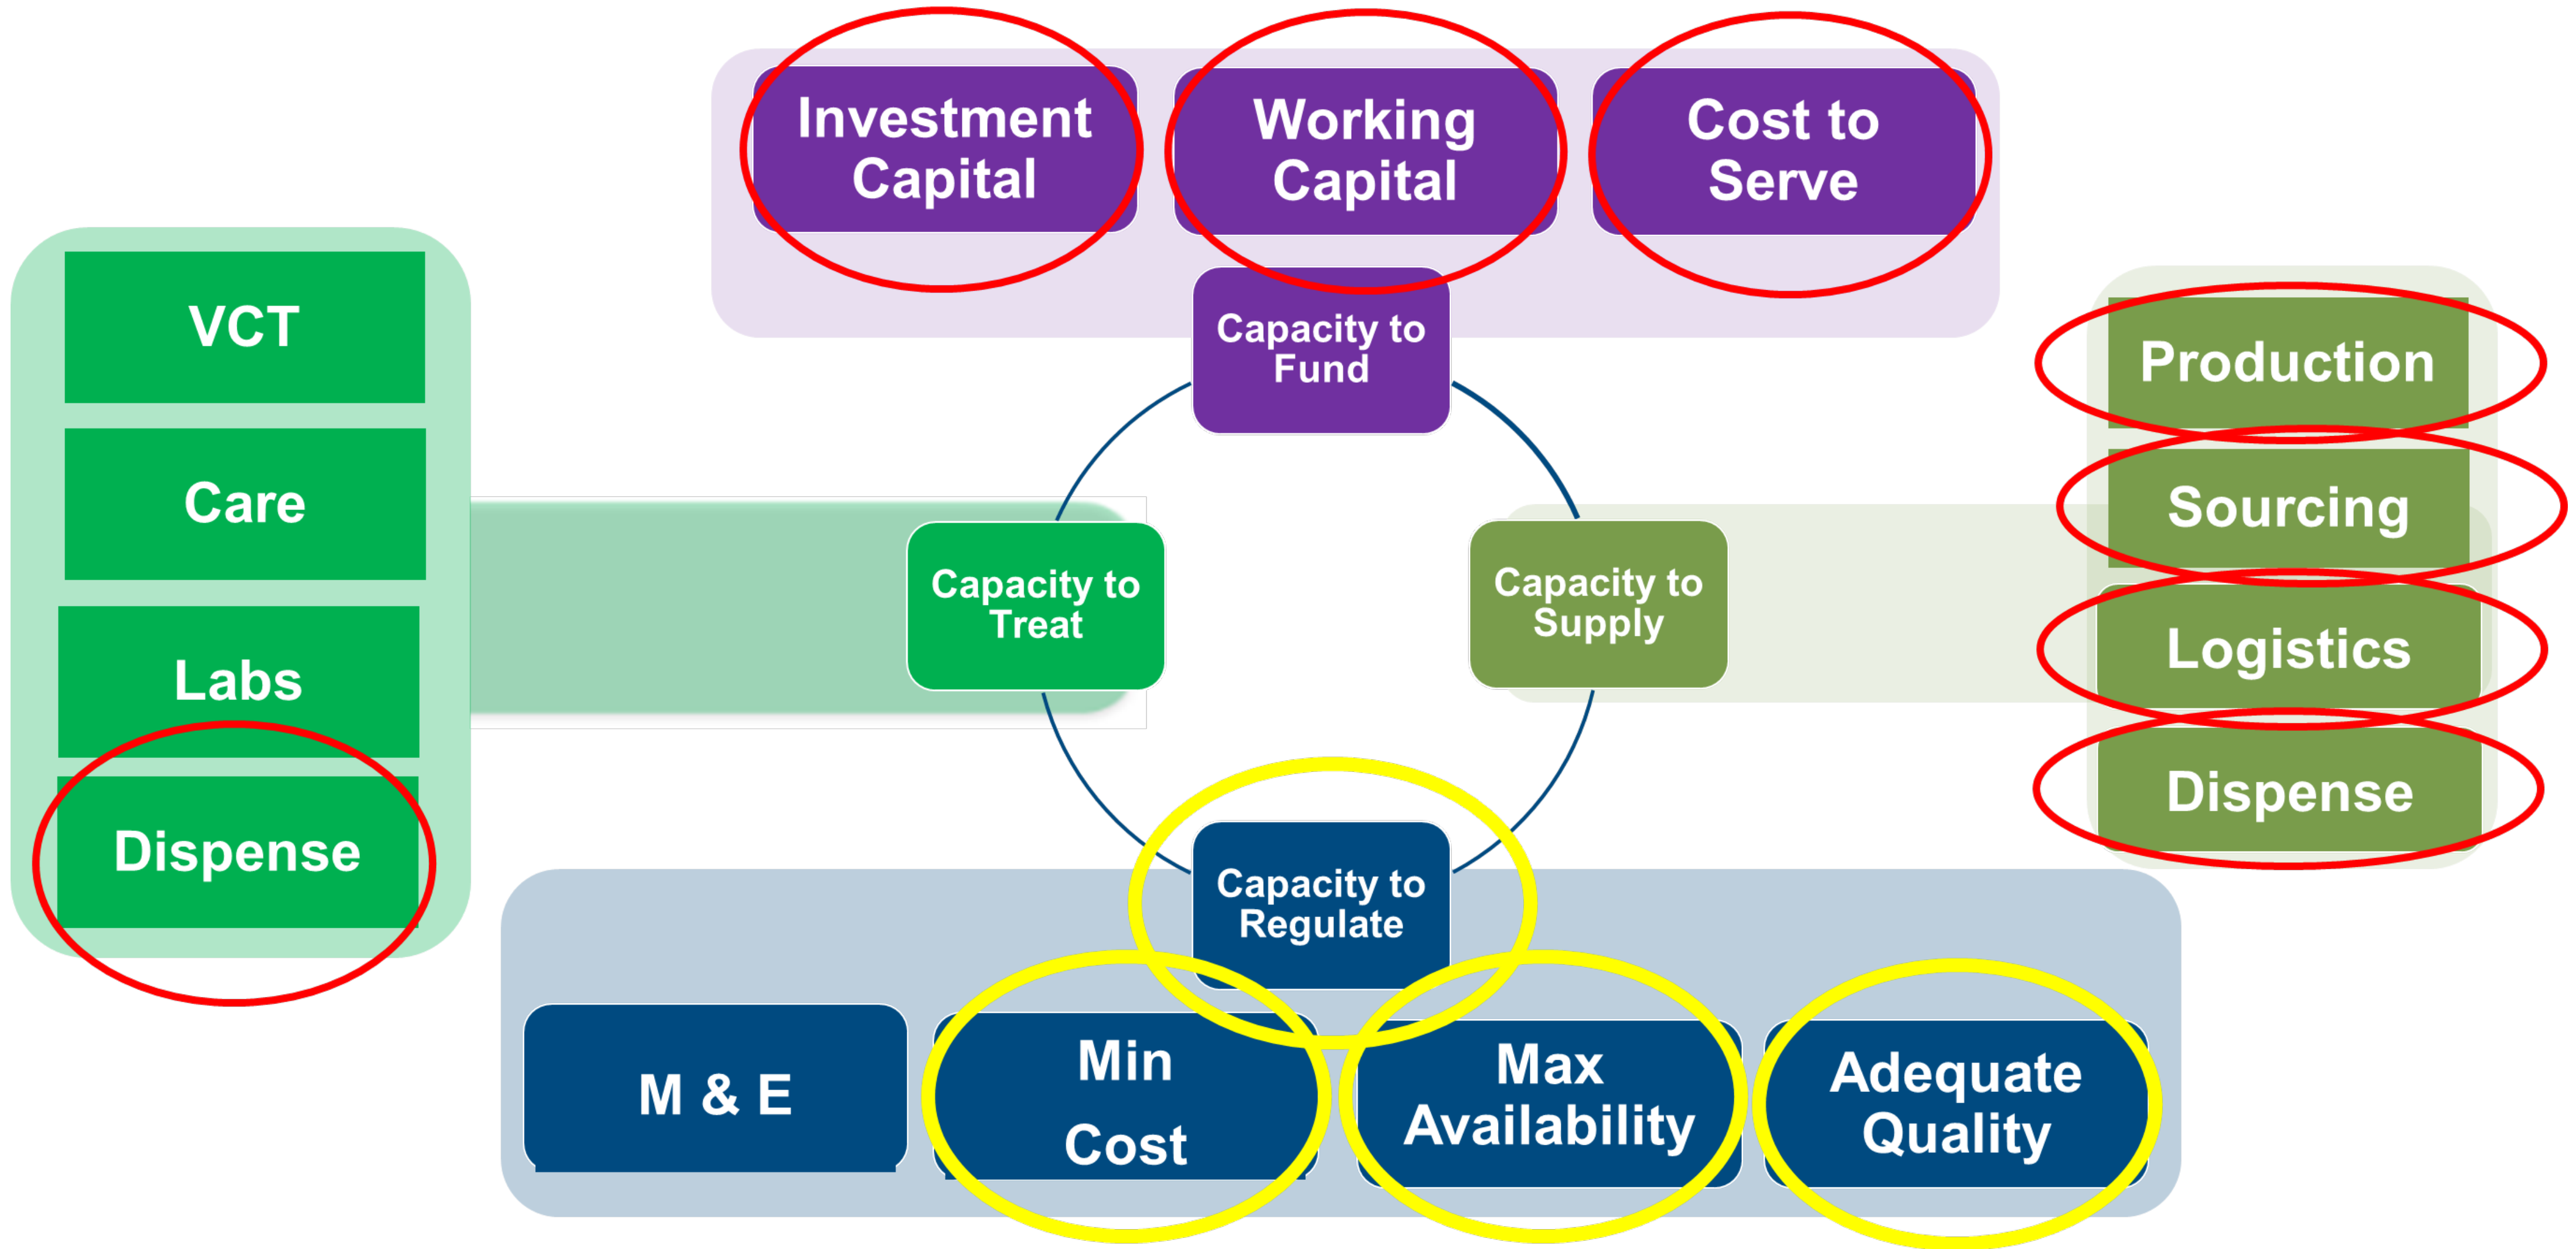 Investment
Capital
Working
Capital
Cost to
Serve
Capacity to
Fund
VCT
Care
Labs
Dispense
Capacity to
Treat
Capacity to
Supply
Production
Sourcing
Logistics
Dispense
Capacity to
Regulate
M & E
Min
Cost
Max
Availability
Adequate
Quality